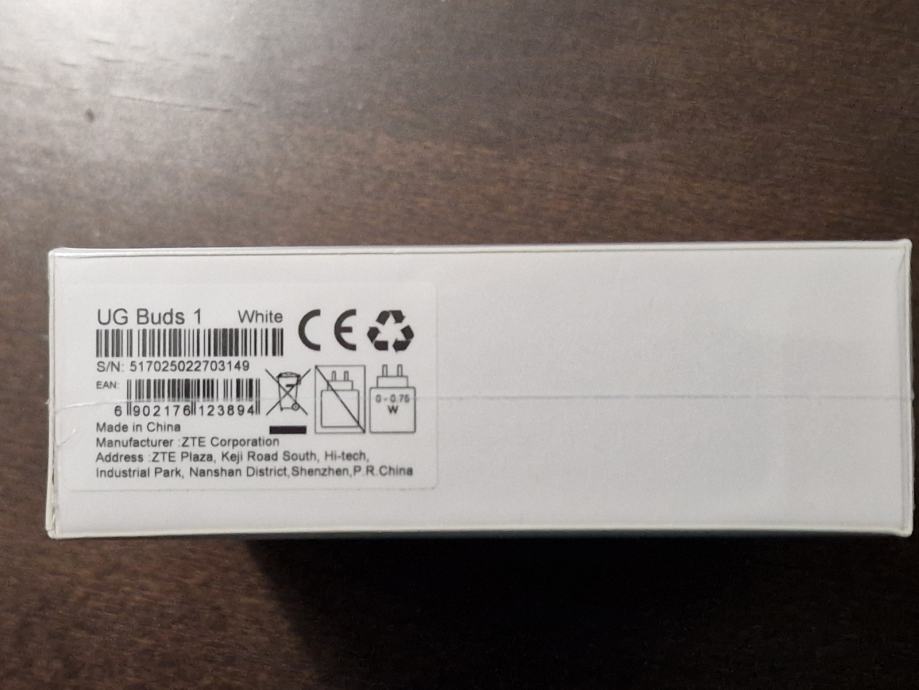 UG Buds 1 White CE
S/N: 517025022703149
EAN:
6 902176 123894
0 - 0.75
W
Made in China
Manufacturer :ZTE Corporation
Address :ZTE Plaza, Keji Road South, Hi-tech,
Industrial Park, Nanshan District,Shenzhen,P.R.China